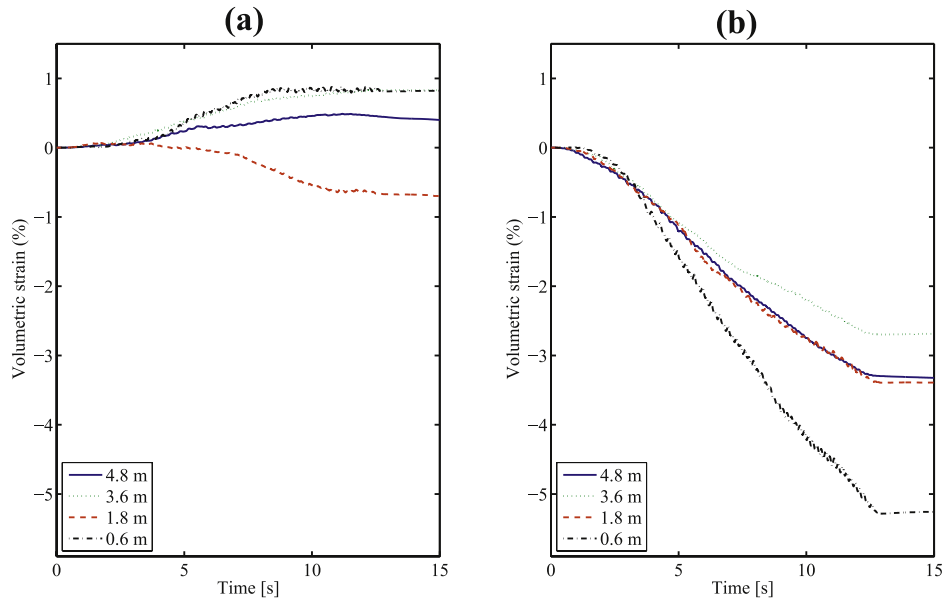 (a)
1
0
−1
−2
−3
−4
−5
Volumetric strain (%)
4.8 m
3.6 m
1.8 m
0.6 m
0 5 10 15
Time [s]
(b)
1
0
−1
−2
−3
−4
−5
Volumetric strain (%)
4.8 m
3.6 m
1.8 m
0.6 m
0 5 10 15
Time [s]